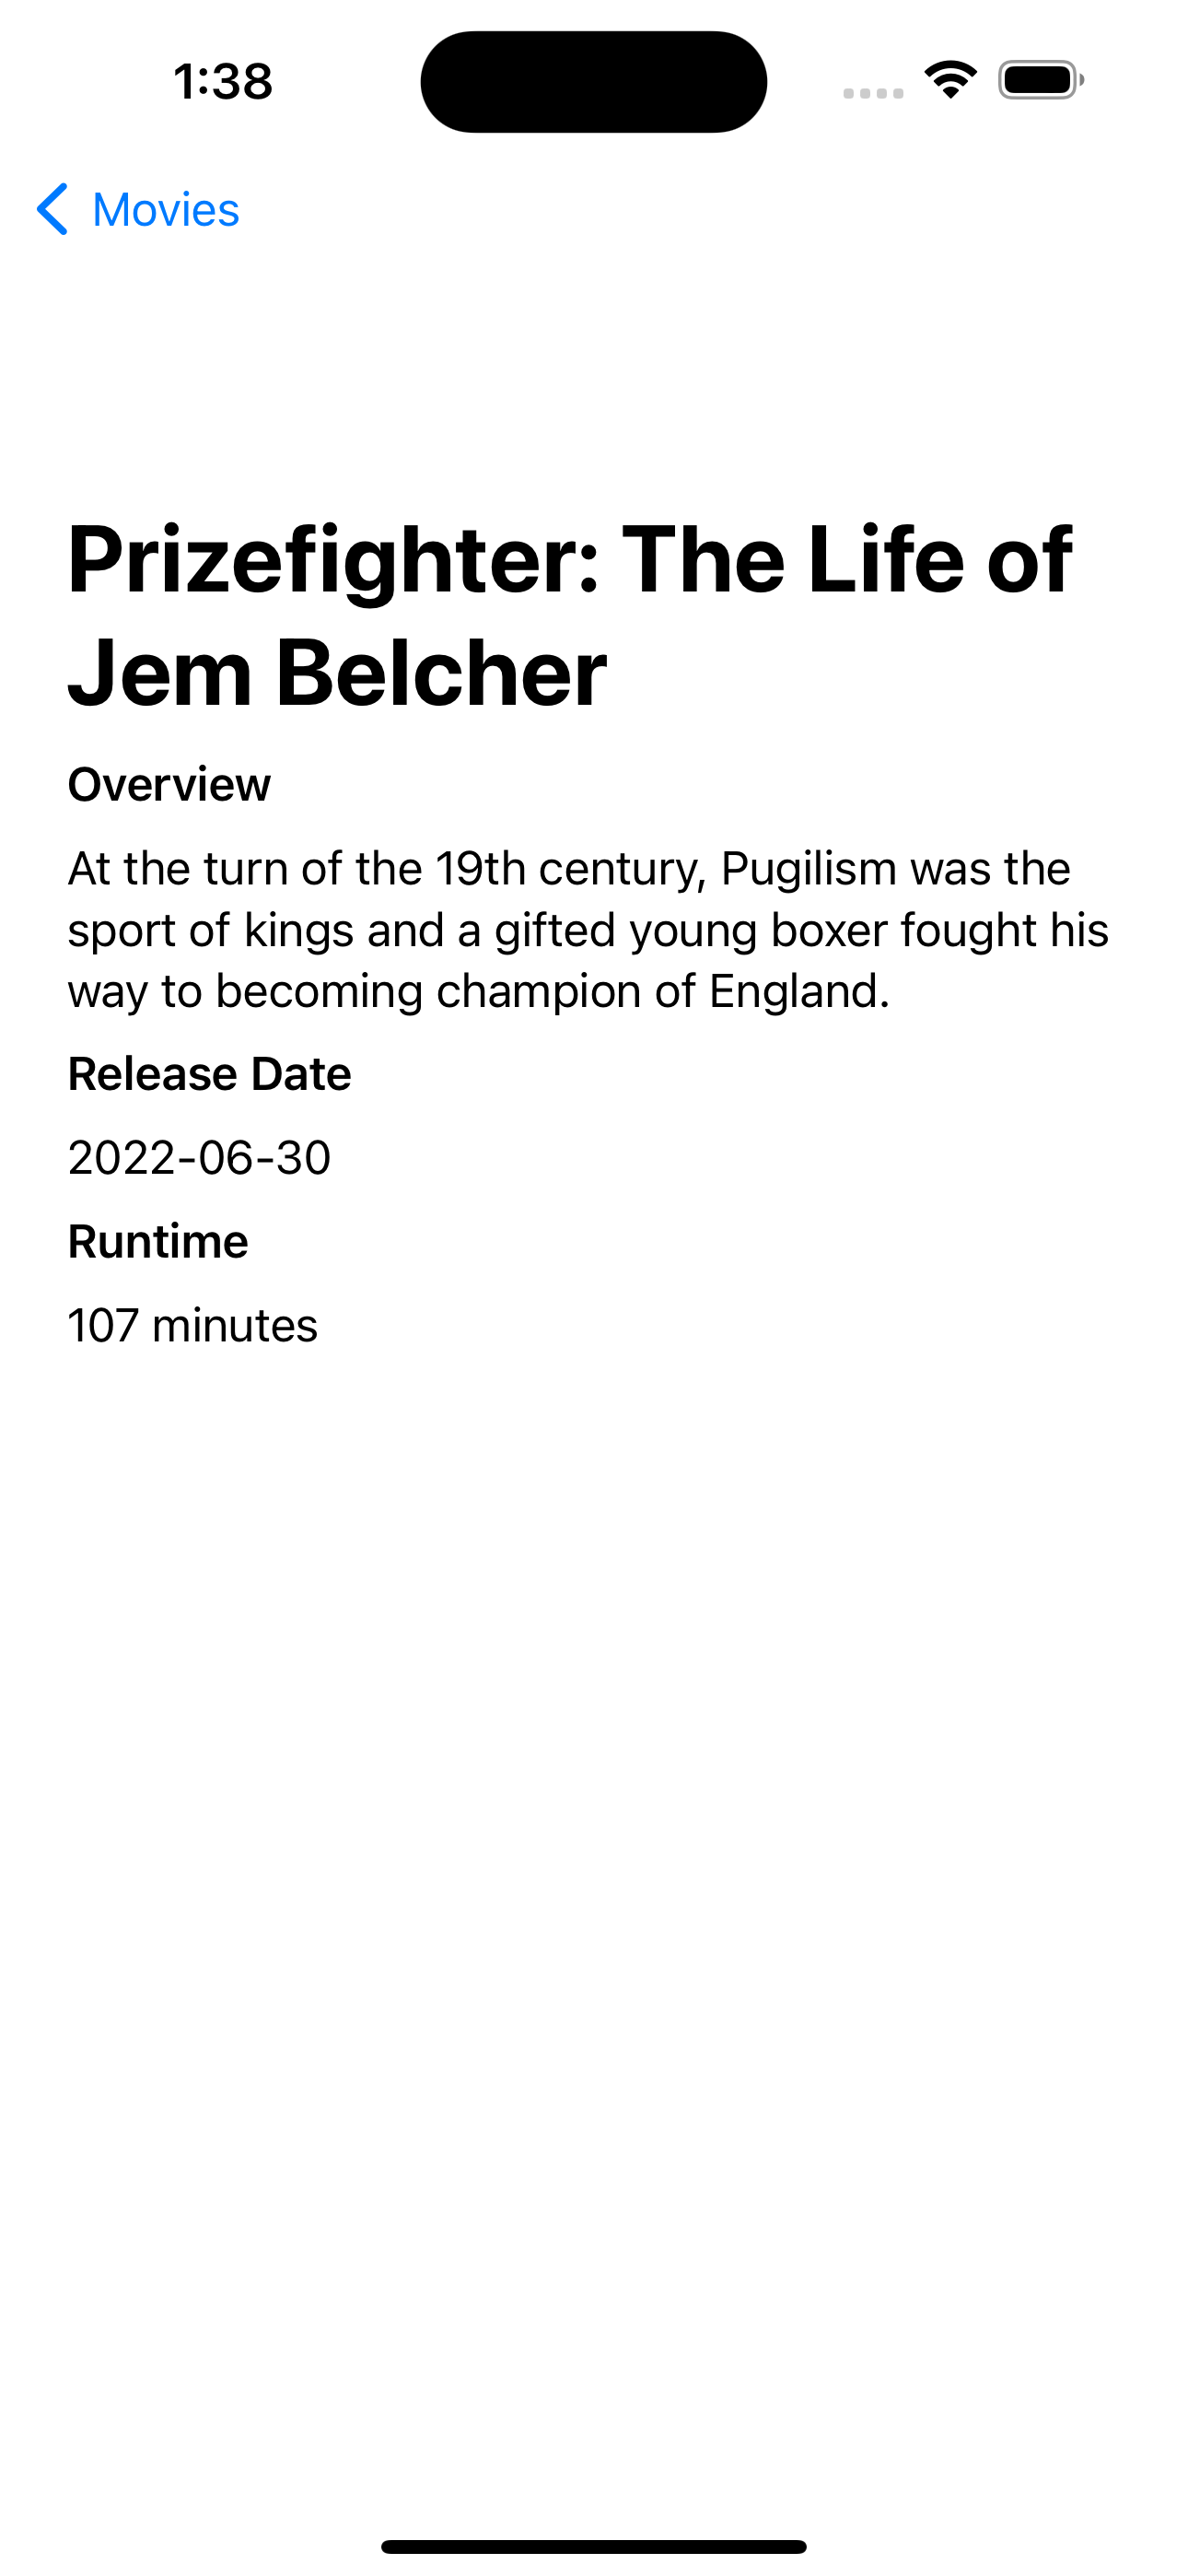 1:38
Movies
Prizefighter: The Life of
Jem Belcher
Overview
At the turn of the 19th century, Pugilism was the
sport of kings and a gifted young boxer fought his
way to becoming champion of England.
Release Date
2022-06-30
Runtime
107 minutes